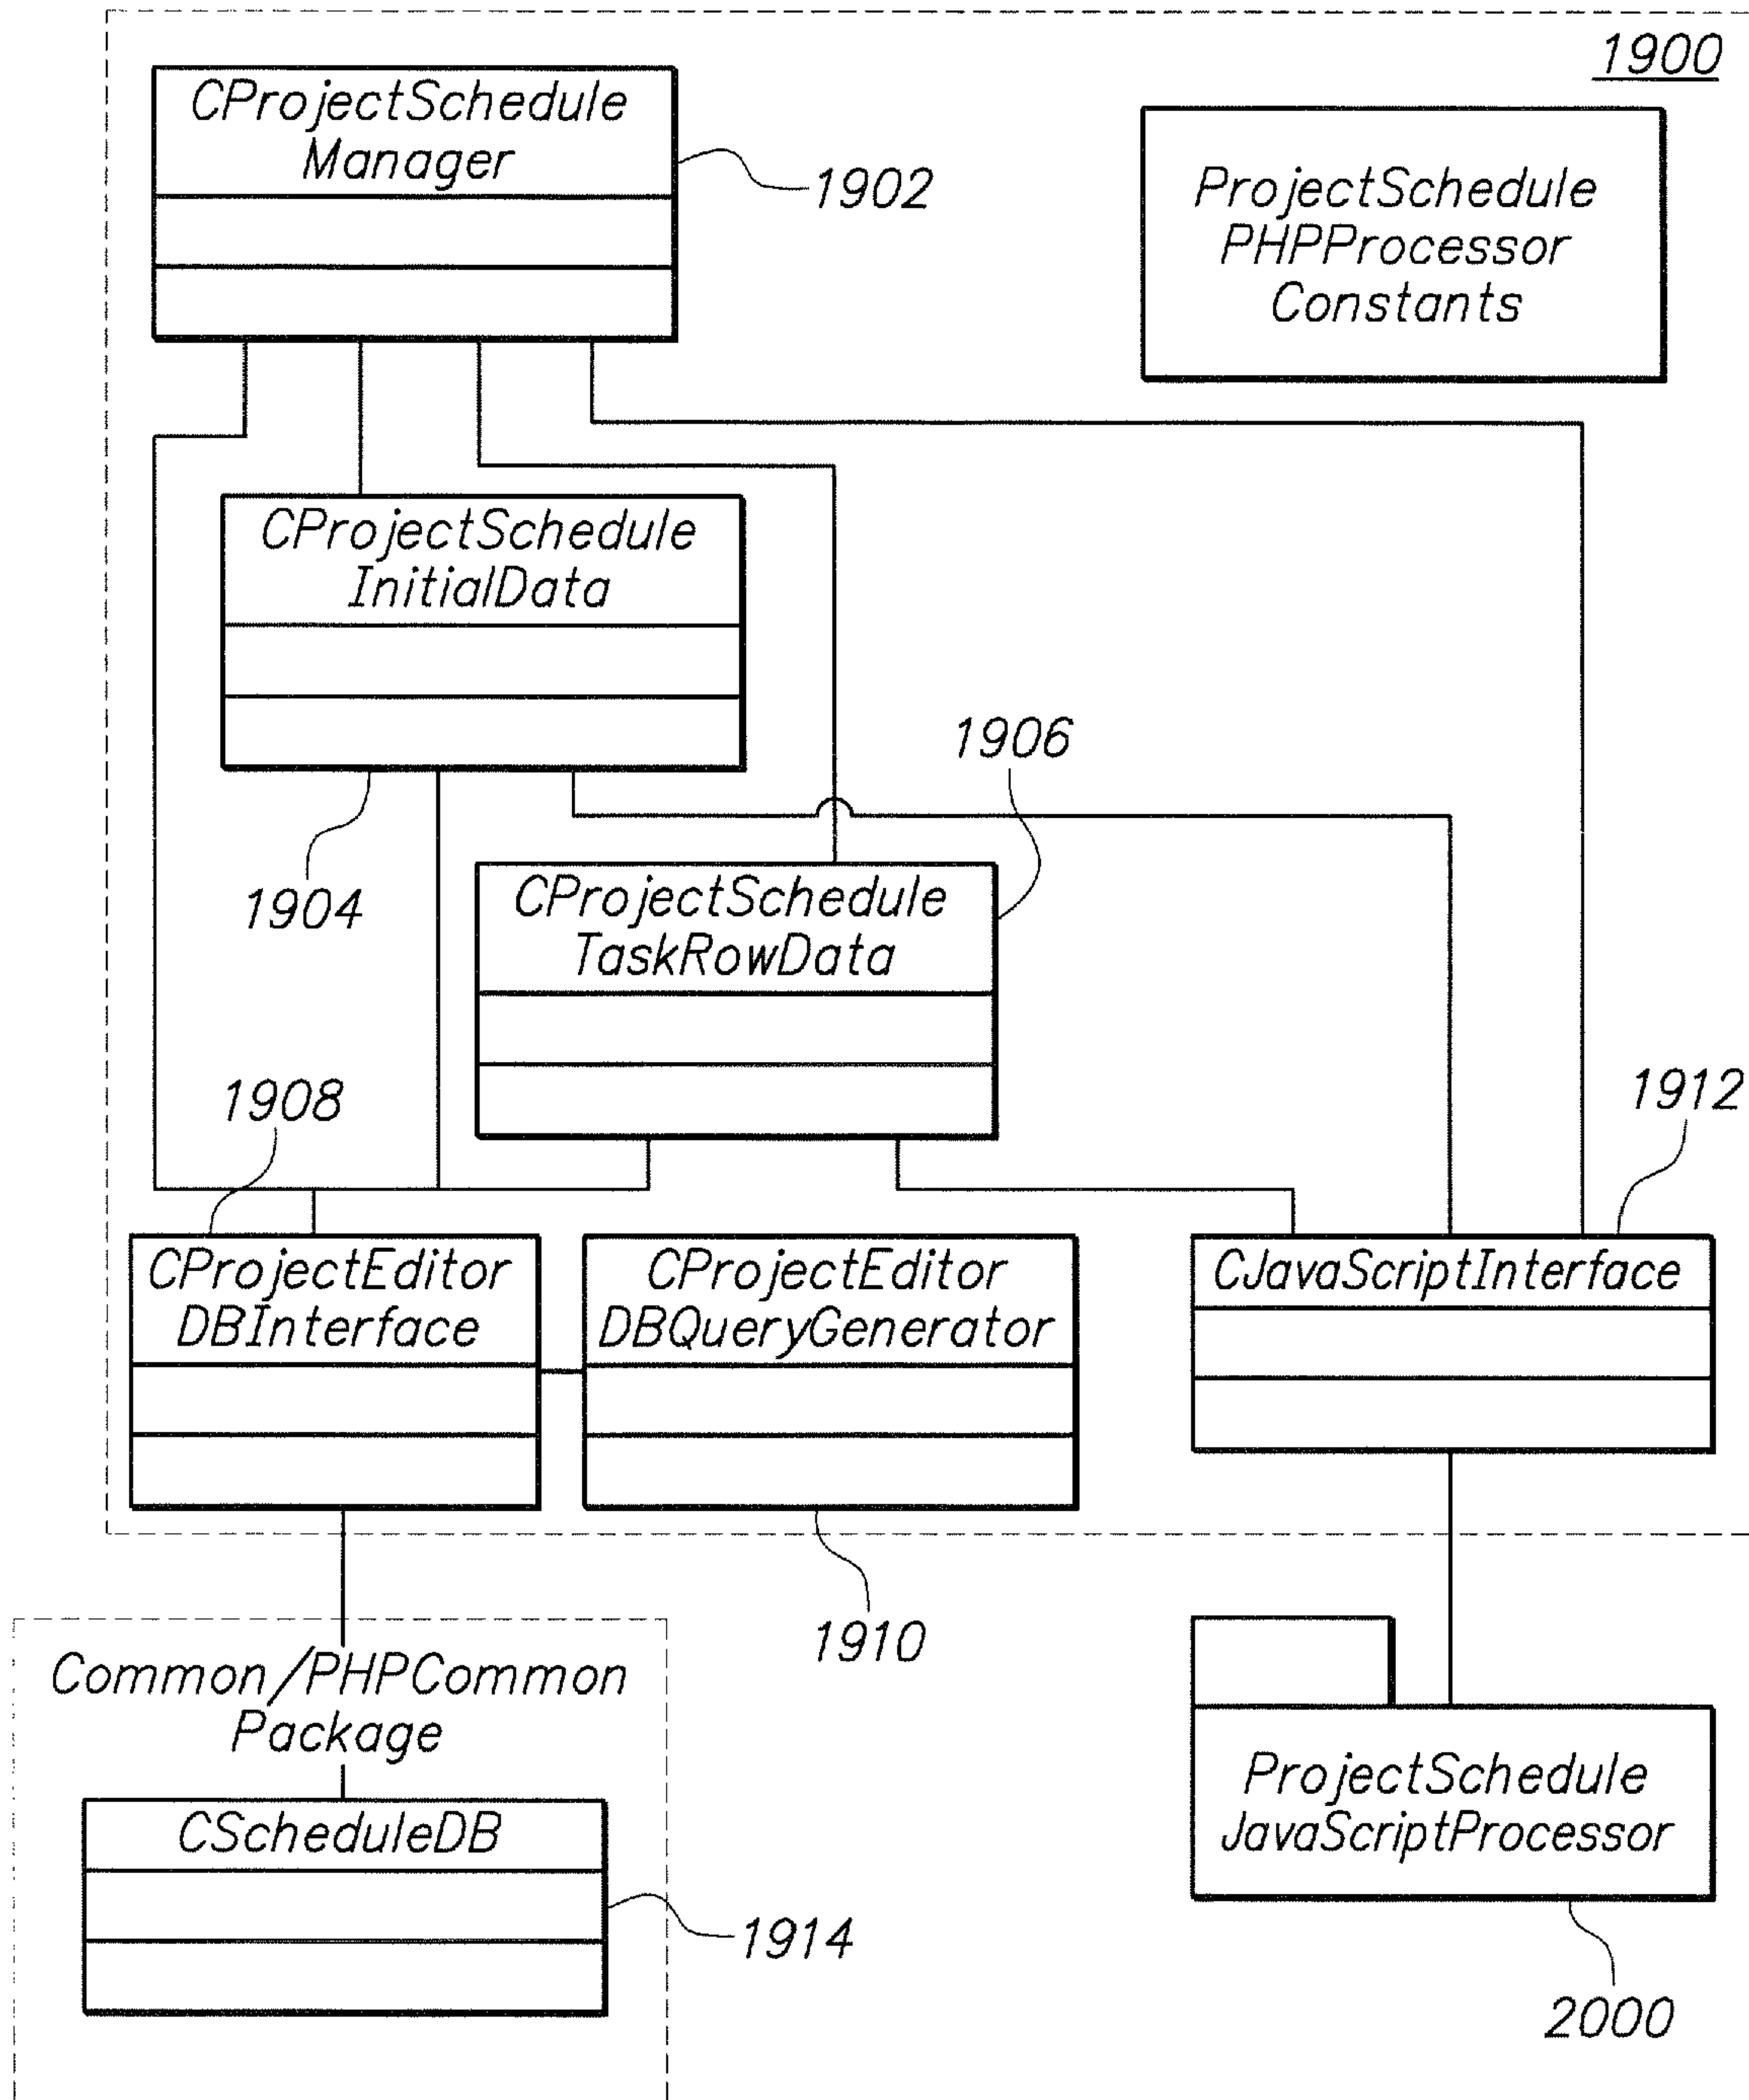 1900
CProjectSchedule
Manager
1902
ProjectSchedule
PHPProcessor
Constants
CProjectSchedule
InitialData
1904
1906
CProjectSchedule
TaskRowData
1908
1912
CProjectEditor
DBInterface
CProjectEditor
DBQueryGenerator
CJavaScriptInterface
1910
Common/PHPCommon
Package
CScheduleDB
1914
ProjectSchedule
JavaScriptProcessor
2000